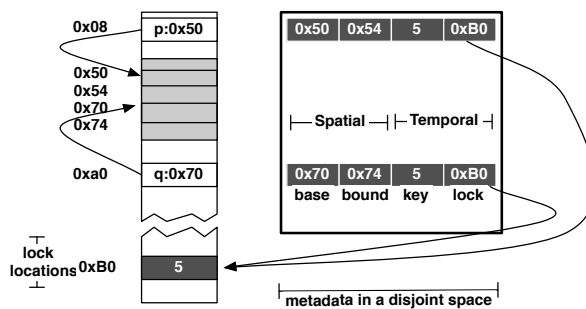 0x08 p:0x50 0x50 0x54 5 0xB0
0x50
0x54
0x70
0x74
Spatial Temporal
0xa0 q:0x70 0x70 0x74 5 0xB0
base bound key lock
lock
locations 0xB0 5
metadata in a disjoint space